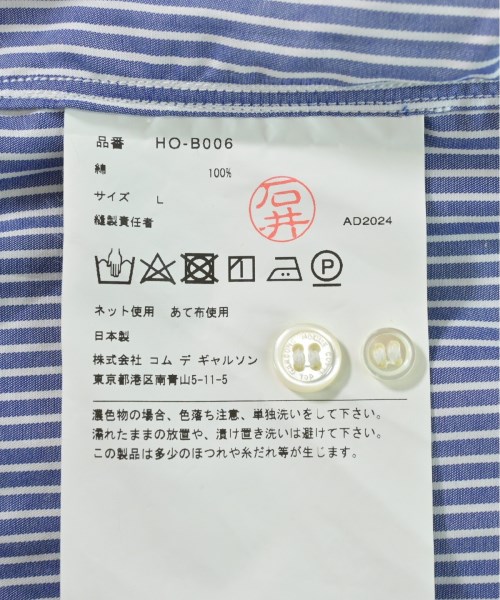 品番 HO-B006
綿 100%
サイズ L
縫製責任者 石井 AD2024
ネット使用 あて布使用
日本製
株式会社 コム デ ギャルソン
東京都港区南青山5-11-5
濃色物の場合、色落ち注意、単独洗いをして下さい。
濡れたままの放置や、漬け置き洗いは避けて下さい。
この製品は多少のほつれや糸だれ等が生じます。